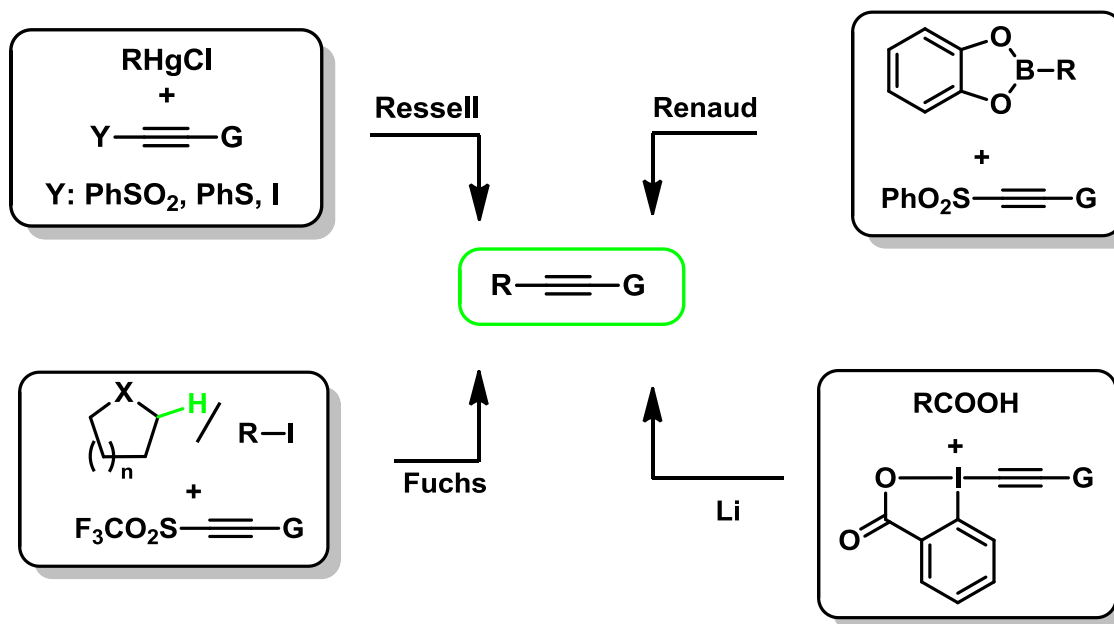 RHgCl
+
Y G
Y: PhSO₂, PhS, I
Ressell
Renaud
O
B R
O
+
PhO₂S G
R G
X
H
( )n
R I
+
F₃CO₂S G
Fuchs
Li
RCOOH
+
O I G
O